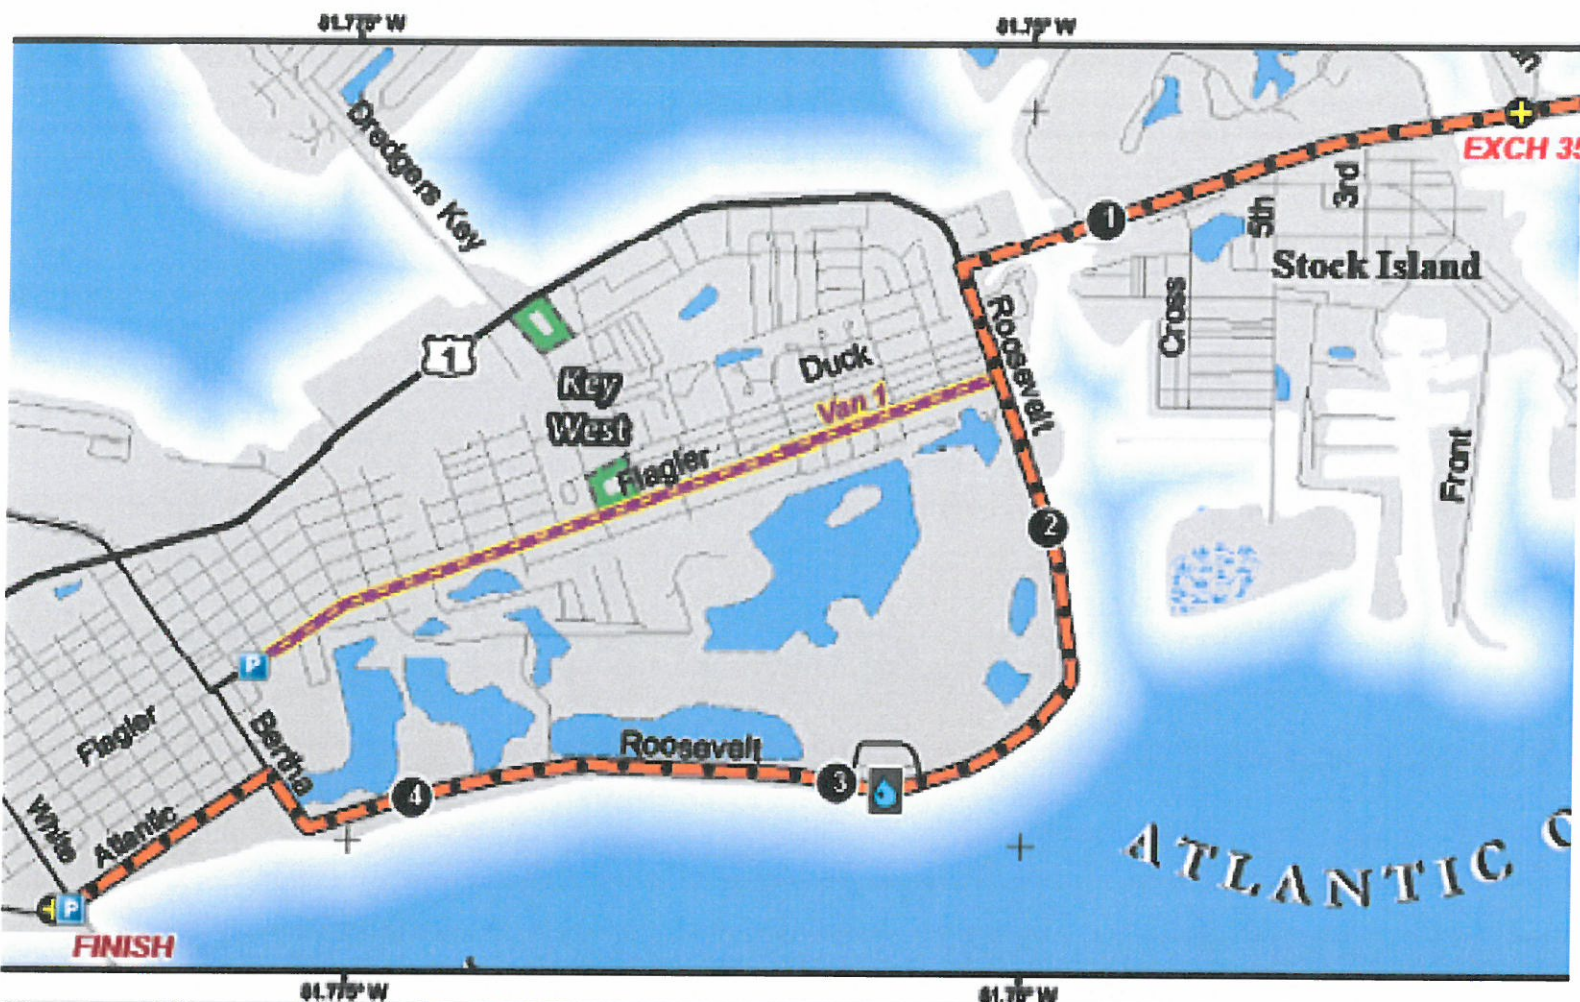 81.775° W
81.75° W
Dredgers Key
EXCH 35
1
3rd
5th
Stock Island
Roosevelt
Cross
1
Duck
Key
West
Van 1
Flagler
Front
2
P
Bertha
Flagler
Roosevelt
3
4
White
Atlantic
ATLANTIC O
P
FINISH
81.775° W
81.75° W